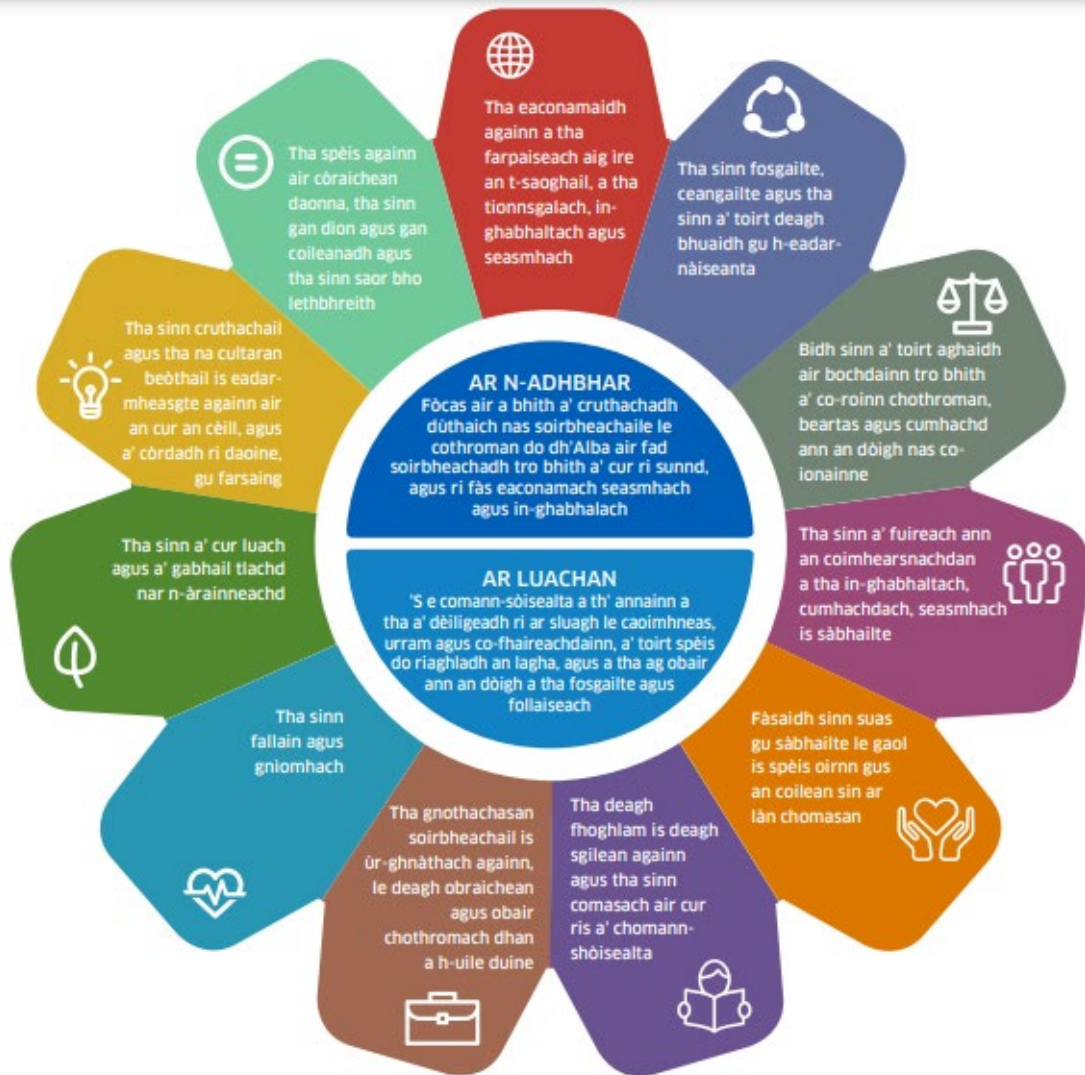 Tha eaconamaidh
againn a tha
farpaiseach aig ìre
an t-saoghail, a tha
tionnsgalach, in-
ghabhaltach agus
seasmhach
Tha sinn fosgailte,
ceangailte agus tha
sinn a' toirt deagh
bhuaidh gu h-eadar-
nàiseanta
Bidh sinn a' toirt aghaidh
air bochdainn tro bhith
a' co-roinn chothroman,
beartas agus cumhachd
ann an dòigh nas co-
ionainne
Tha sinn a' fuireach ann
an coimhearsnachdan
a tha in-ghabhaltach,
cumhachdach, seasmhach
is sàbhailte
Fàsaidh sinn suas
gu sàbhailte le gaol
is spèis oirnn gus
an coilean sin ar
làn chomasan
Tha deagh
fhoghlam is deagh
sgilean againn
agus tha sinn
comasach air cur
ris a' chomann-
shòisealta
Tha gnothachasan
soirbheachail is
ùr-ghnàthach againn,
le deagh obraichean
agus obair
chothromach dhan
a h-uile duine
Tha sinn
fallain agus
gnìomhach
Tha sinn a' cur luach
agus a' gabhail tlachd
nar n-àrainneachd
Tha sinn cruthachail
agus tha na cultaran
beòthail is eadar-
mheasgte againn air
an cur an cèill, agus
a' còrdadh ri daoine,
gu farsaing
Tha spèis againn
air còraichean
daonna, tha sinn
gan dìon agus gan
coileanadh agus
tha sinn saor bho
lethbhreith
AR N-ADHBHAR
Fòcas air a bhith a' cruthachadh
dùthaich nas soirbheachaile le
cothroman do dh'Alba air fad
soirbheachadh tro bhith a' cur ri sunnd,
agus ri fàs eaconamach seasmhach
agus in-ghabhalach
AR LUACHAN
'S e comann-sòisealta a th' annainn a
tha a' dèiligeadh ri ar sluagh le caoimhneas,
urram agus co-fhaireachdainn, a' toirt spèis
do riaghladh an lagha, agus a tha ag obair
ann an dòigh a tha fosgailte agus
follaiseach